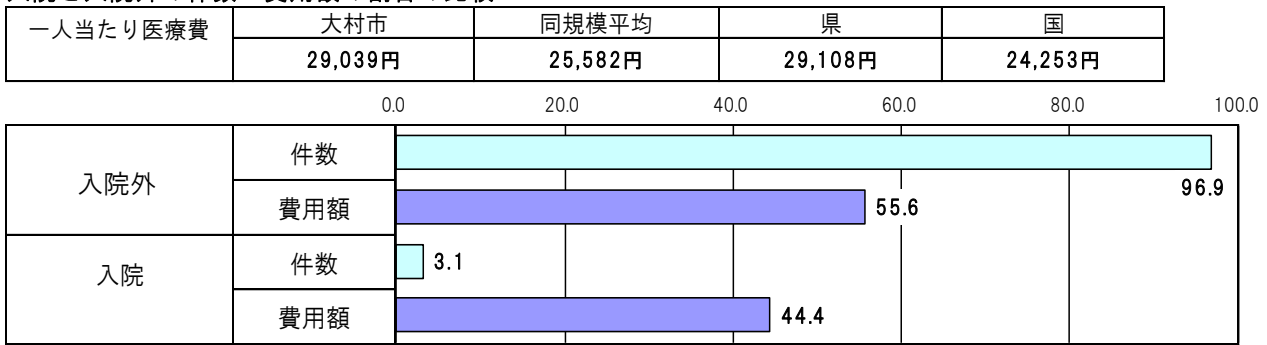 一人当たり医療費 大村市 同規模平均 県 国
29,039円 25,582円 29,108円 24,253円
0.0 20.0 40.0 60.0 80.0 100.0
入院外 件数 96.9
費用額 55.6
入院 件数 3.1
費用額 44.4